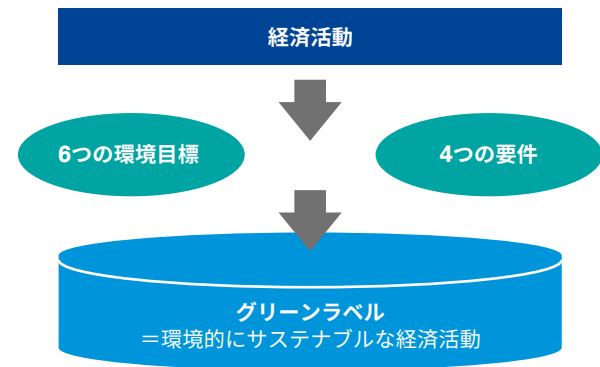 経済活動
6つの環境目標
4つの要件
グリーンラベル
＝環境的にサステナブルな経済活動